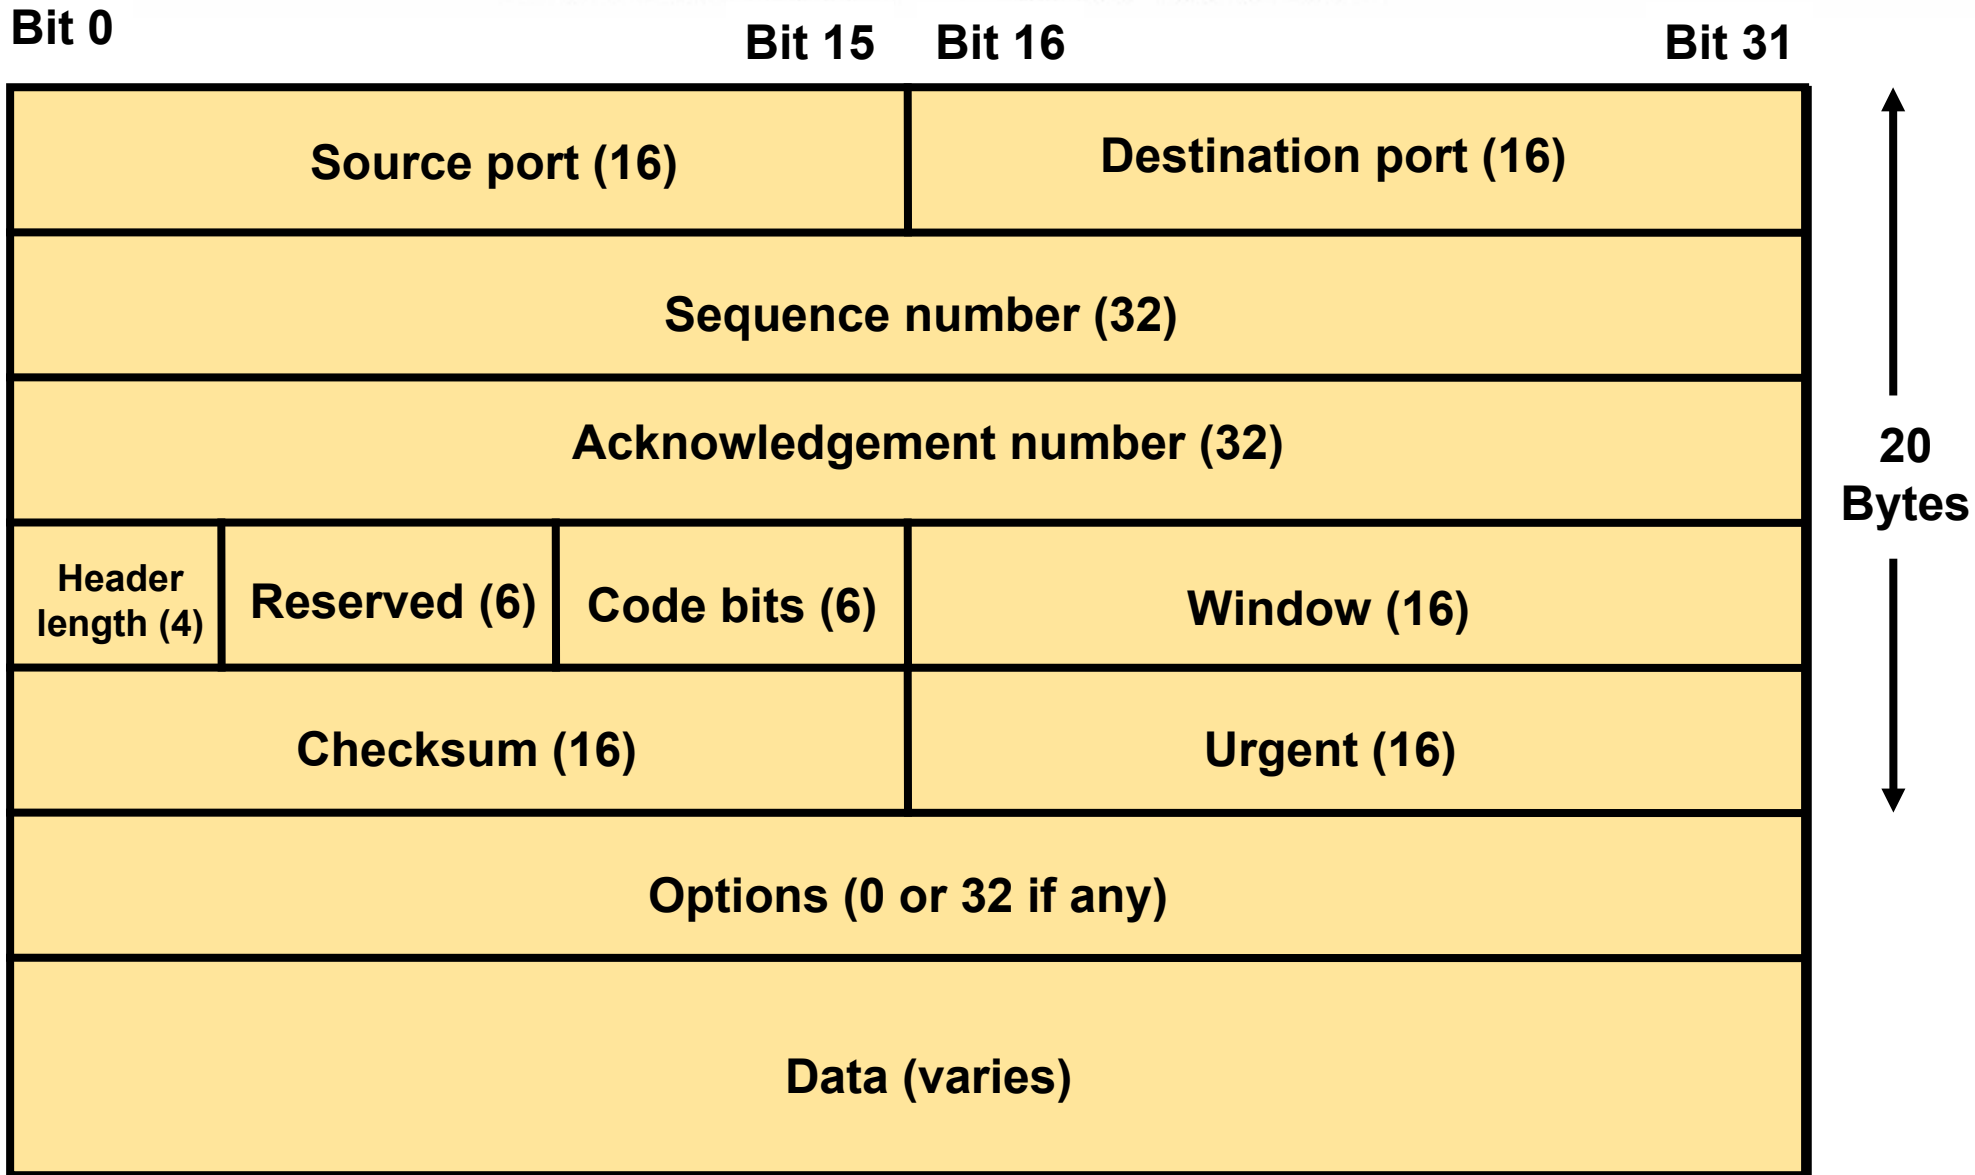 Bit 0
Bit 15
Bit 16
Bit 31
Source port (16)
Destination port (16)
Sequence number (32)
Acknowledgement number (32)
20
Bytes
Header
length (4)
Reserved (6)
Code bits (6)
Window (16)
Checksum (16)
Urgent (16)
Options (0 or 32 if any)
Data (varies)